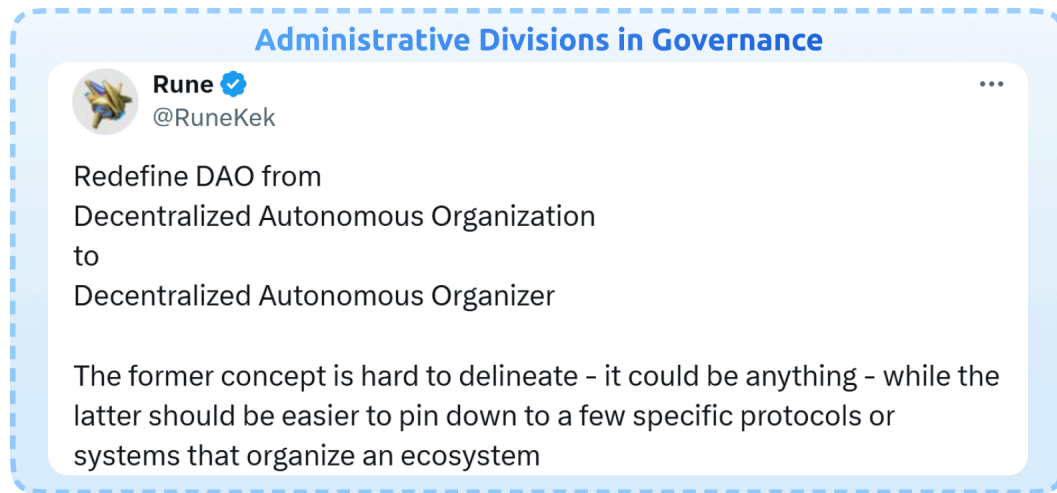 Administrative Divisions in Governance
Rune
@RuneKek
Redefine DAO from
Decentralized Autonomous Organization
to
Decentralized Autonomous Organizer
The former concept is hard to delineate - it could be anything - while the
latter should be easier to pin down to a few specific protocols or
systems that organize an ecosystem